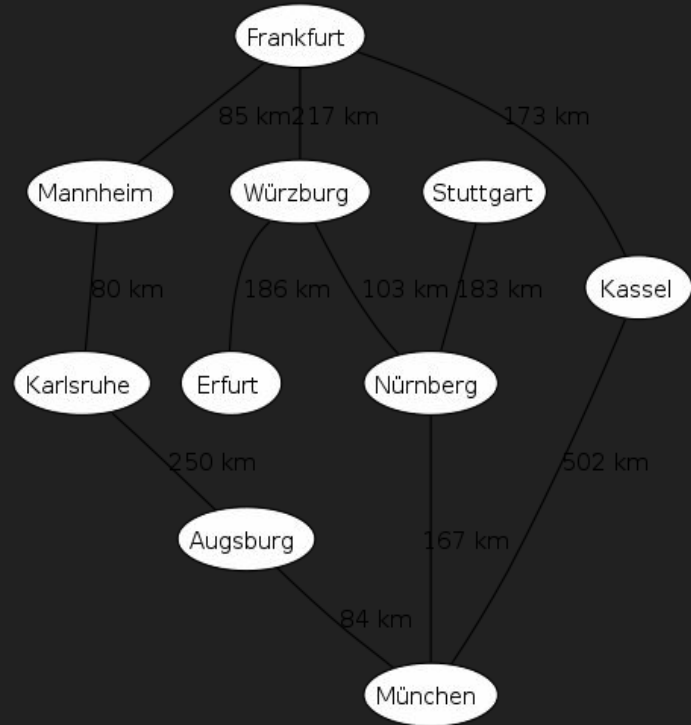 Frankfurt
85 km
217 km
173 km
Mannheim
Würzburg
Stuttgart
Kassel
80 km
186 km
103 km
183 km
Karlsruhe
Erfurt
Nürnberg
250 km
502 km
Augsburg
167 km
84 km
München